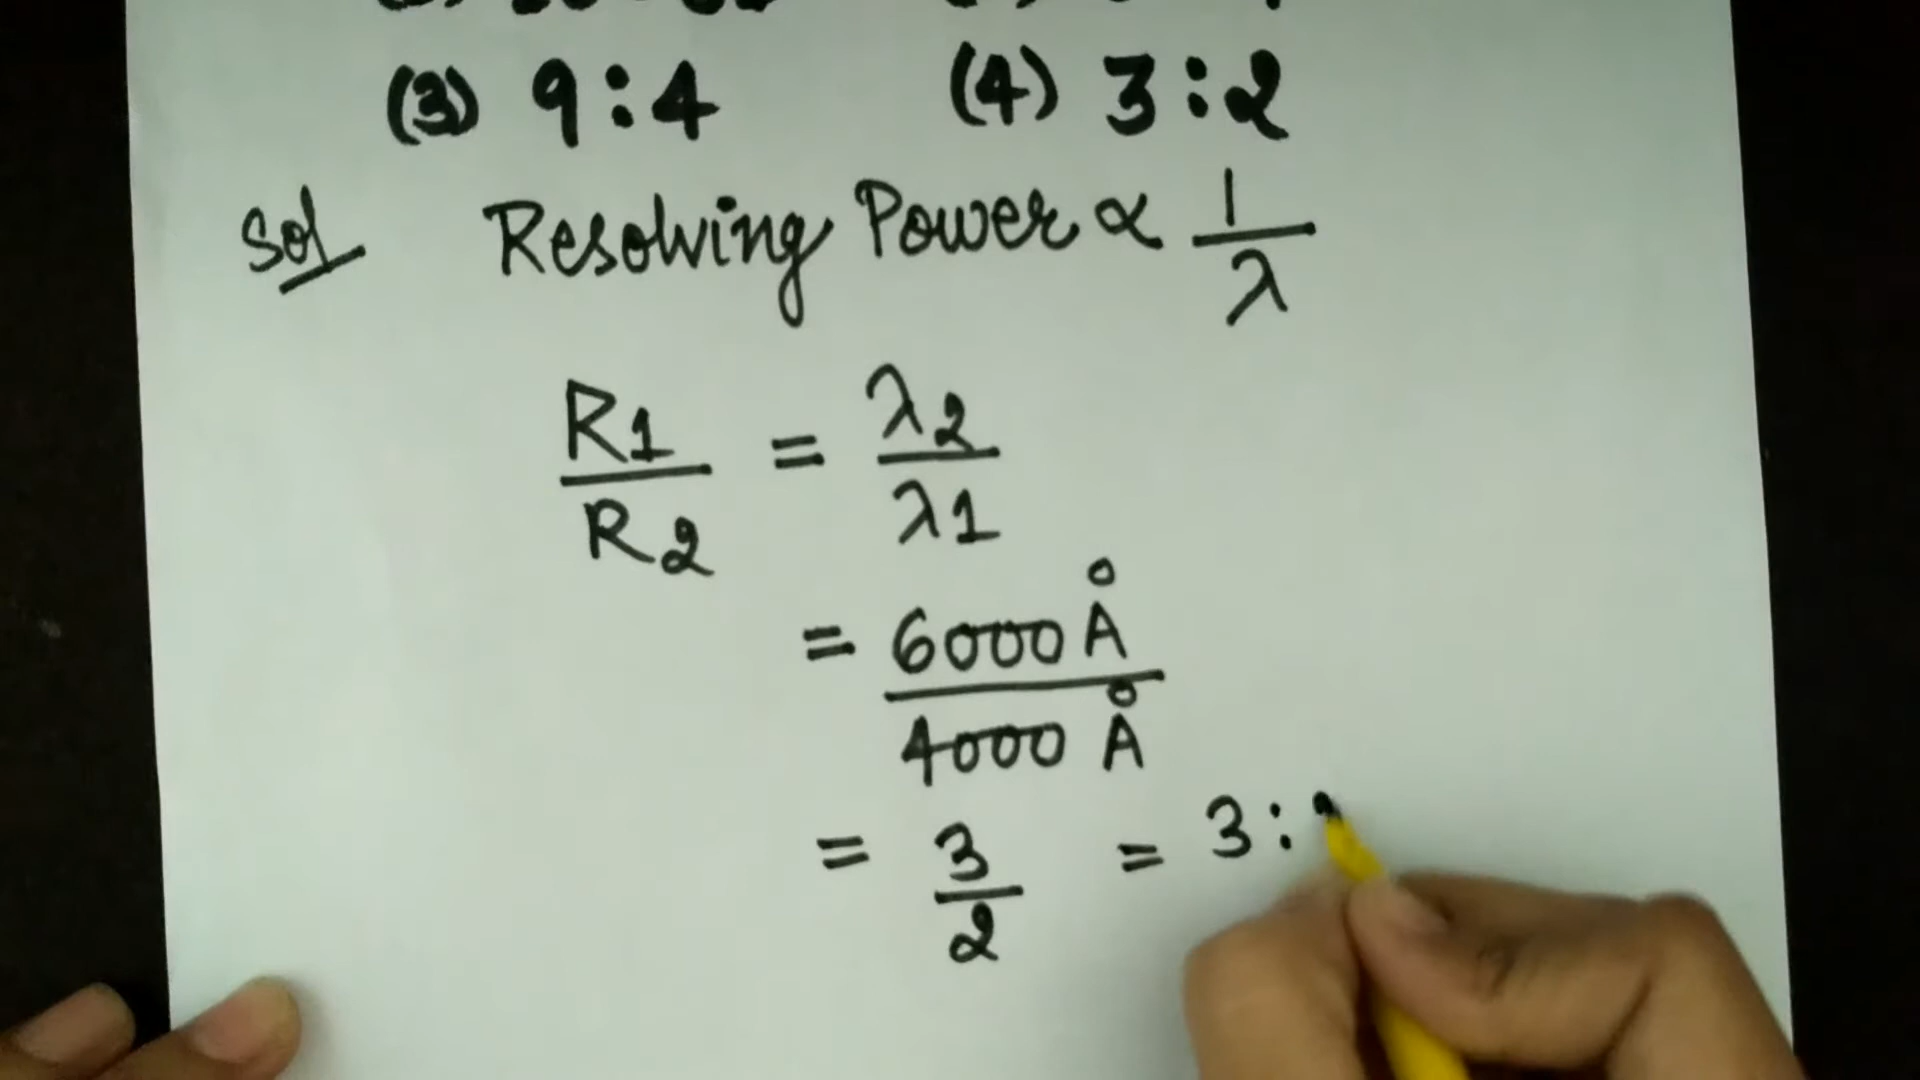 (3) 9:4 (4) 3:2
Sol Resolving Power ∝ 1/λ
R1/R2 = λ2/λ1
= 6000 Å/4000 Å
= 3/2 = 3: